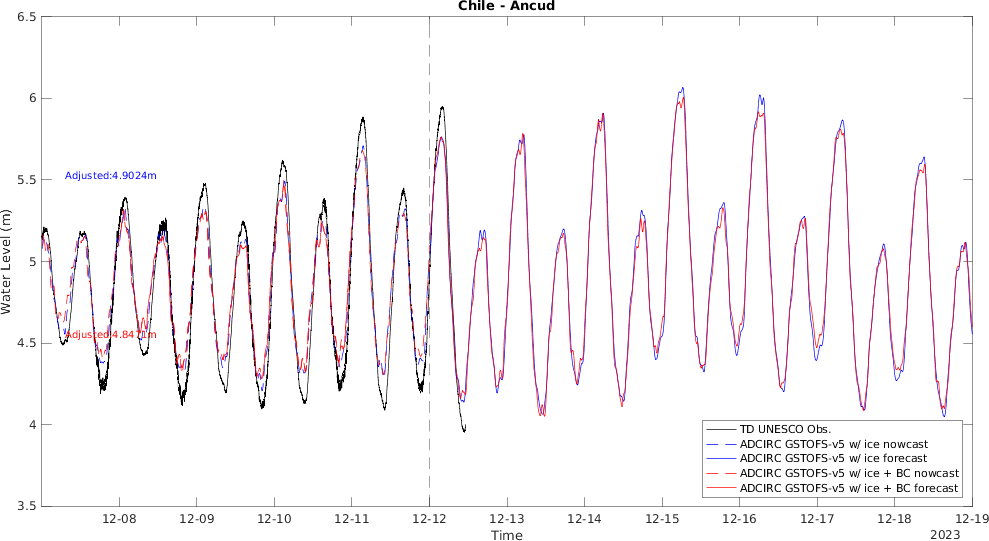 Chile - Ancud
6.5
6
5.5
5
4.5
4
3.5
Water Level (m)
Adjusted:4.9024m
Adjusted:4.8471m
TD UNESCO Obs.
ADCIRC GSTOFS-v5 w/ ice nowcast
ADCIRC GSTOFS-v5 w/ ice forecast
ADCIRC GSTOFS-v5 w/ ice + BC nowcast
ADCIRC GSTOFS-v5 w/ ice + BC forecast
12-08 12-09 12-10 12-11 12-12 12-13 12-14 12-15 12-16 12-17 12-18 12-19
Time
2023